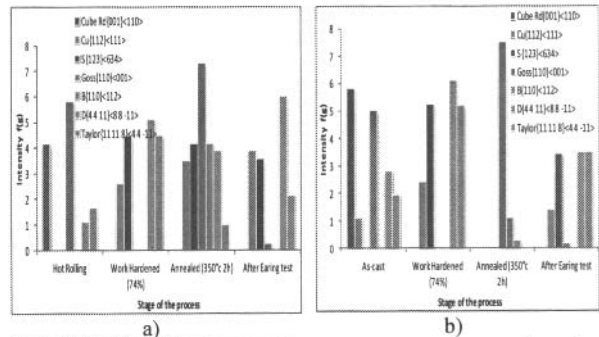 Cube Rd{001}<110>
Cu{112}<111>
S{123}<634>
Goss{110}<001>
B{110}<112>
D{4 4 11}<8 8 -11>
Taylor{11 11 8}<4 4 -11>
Intensity f(g)
8
7
6
5
4
3
2
1
0
Hot Rolling
Work Hardened (74%)
Annealed (350°c 2h)
After Earing test
Stage of the process
a)
Cube Rd{001}<110
Cu{112}<111>
S{123}<634>
Goss{110}<001>
B{110}<112>
D{4 4 11}<8 8 -11>
Taylor{11 11 8}<4 4 -11>
Intensity f(g)
8
7
6
5
4
3
2
1
0
As-cast
Work Hardened (74%)
Annealed (350°c 2h)
After Earing test
Stage of the process
b)